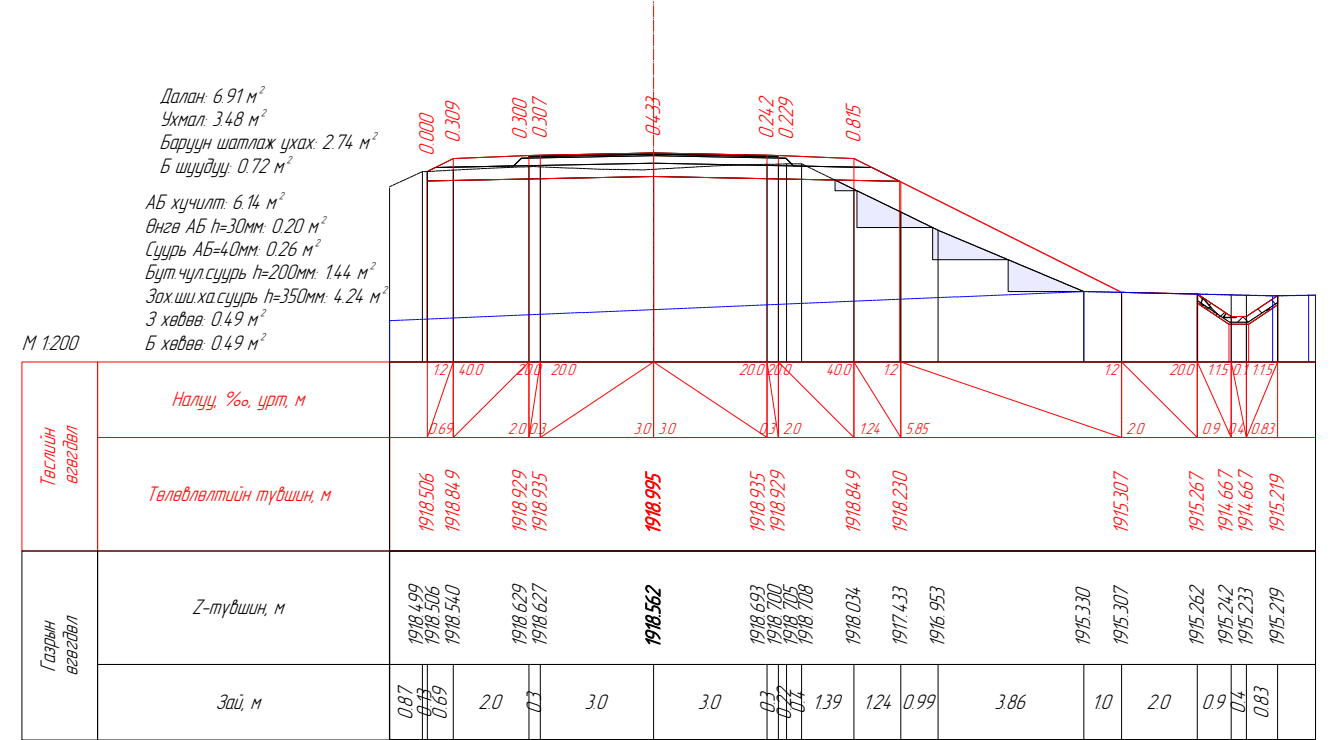 Далан: 6.91 м²
Ухмал: 3.48 м²
Баруун шатлаж ухах: 2.74 м²
Б шуудуу: 0.72 м²
АБ хучилт: 6.14 м²
Өнгө АБ h=30мм: 0.20 м²
Суурь АБ=40мм: 0.26 м²
Бут.чул.суурь h=200мм: 1.44 м²
Зох.ши.ха.суурь h=350мм: 4.24 м²
З хөвөө: 0.49 м²
Б хөвөө: 0.49 м²
М 1:200
0.000 0.309 0.300 0.307 0.433 0.242 0.229 0.815
Төслийн өгөгдөл
Налуу, ‰, урт, м
1:2 40.0 20.0 20.0 20.0 20.0 40.0 1:2 1:2 20.0 1:1.5 0.1 1:1.5
0.69 2.0 0.3 3.0 3.0 0.3 2.0 1.24 5.85 2.0 0.9 0.4 0.83
Төлөвлөлтийн түвшин, м
1918.506 1918.849 1918.929 1918.935 1918.995 1918.935 1918.929 1918.849 1918.230 1915.307 1915.267 1914.667 1914.667 1915.219
Газрын өгөгдөл
Z-түвшин, м
1918.499 1918.506 1918.540 1918.629 1918.627 1918.562 1918.693 1918.700 1918.705 1918.708 1918.034 1917.433 1916.953 1915.330 1915.307 1915.262 1915.242 1915.233 1915.219
Зай, м
0.87 0.13 0.69 2.0 0.3 3.0 3.0 0.3 0.22 0.4 1.39 1.24 0.99 3.86 1.0 2.0 0.9 0.4 0.83